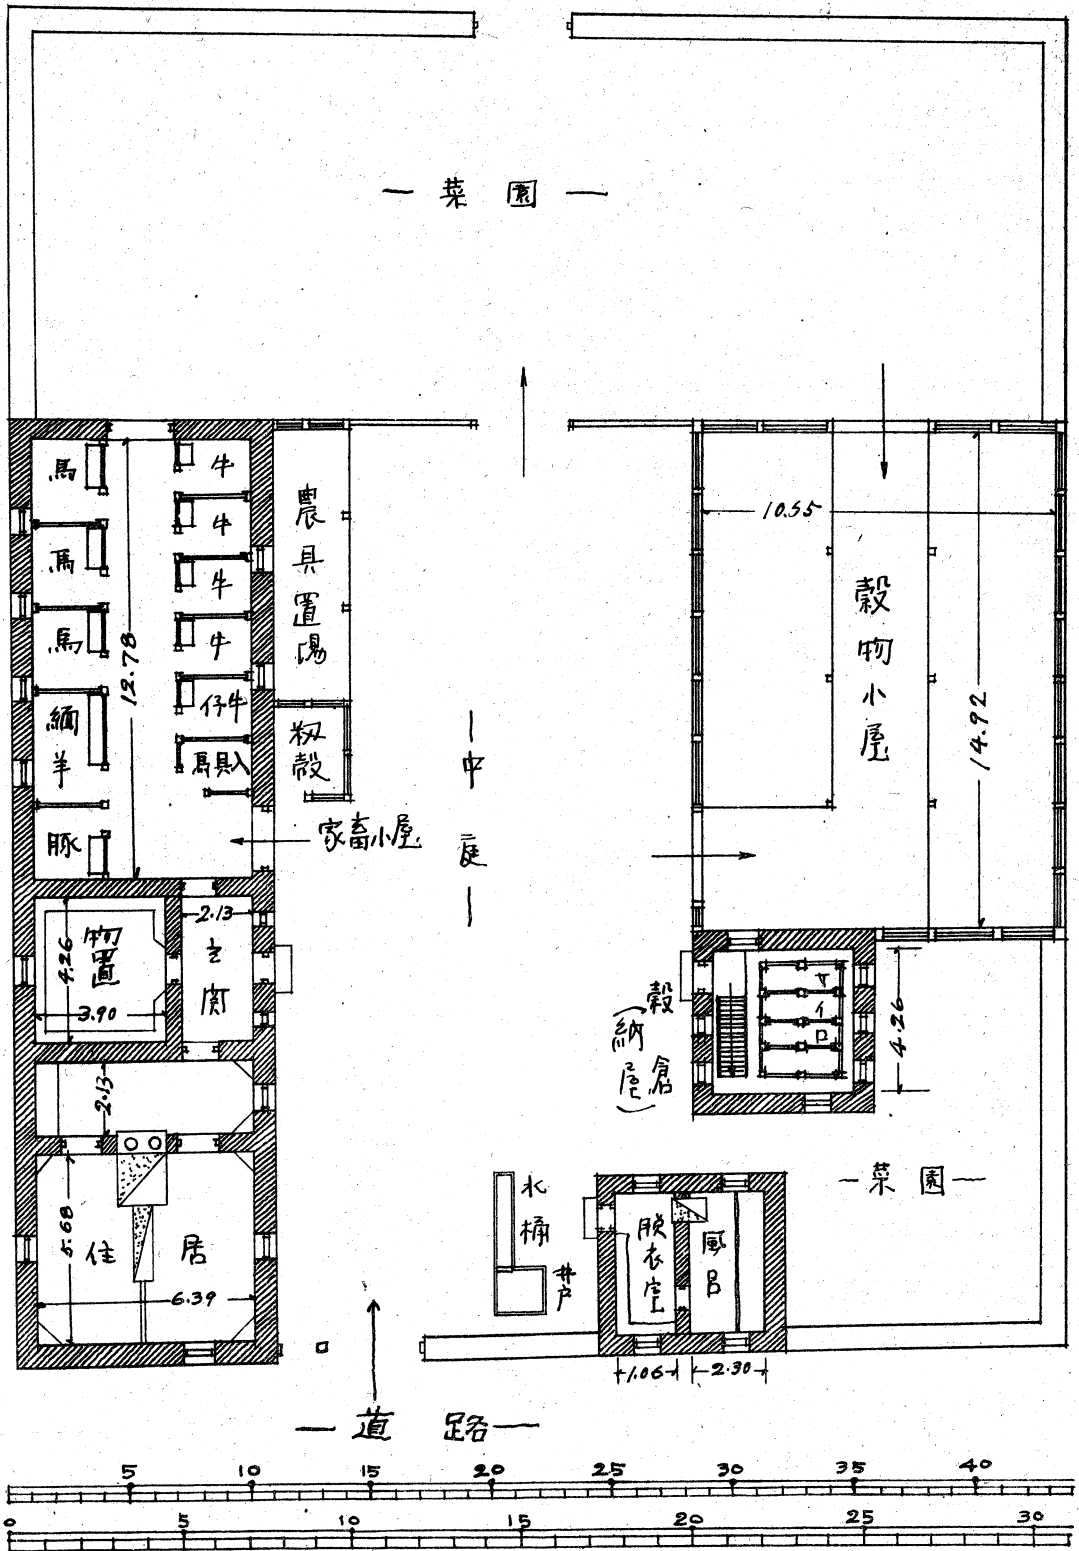 — 菜 園 —
馬
馬
馬
緬羊
豚
12.78
牛
牛
牛
牛
仔牛
馬具入
農具置場
籾殻
— 中 庭 —
家畜小屋
10.55
穀物小屋
14.92
物置
4.26
3.90
2.13
玄関
2.13
住居
5.68
6.39
穀倉
(納屋)
サイロ
4.26
— 菜 園 —
水桶
井戸
脱衣室
風呂
1.06
2.30
— 道 路 —
5 10 15 20 25 30 35 40
0 5 10 15 20 25 30